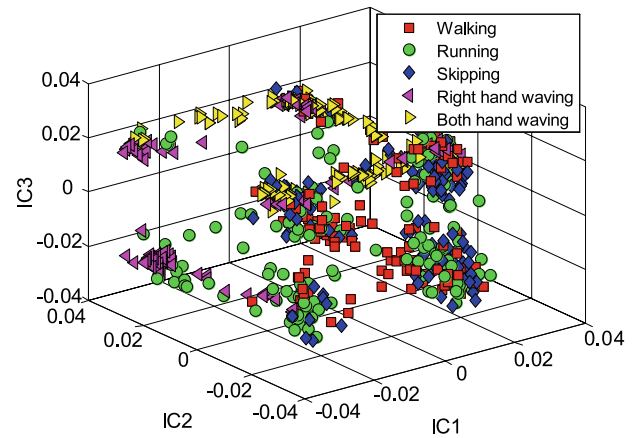 Walking
Running
Skipping
Right hand waving
Both hand waving
0.04
0.02
0
-0.02
-0.04
IC3
0.04
0.02
0
-0.02
-0.04
IC2
-0.04
-0.02
0
0.02
0.04
IC1